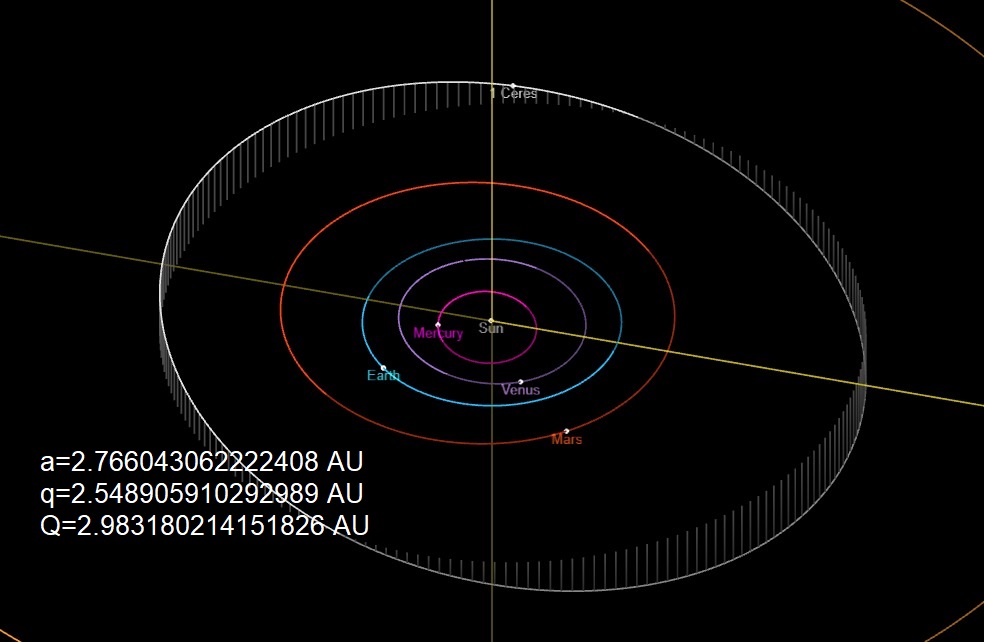 1 Ceres
Sun
Mercury
Earth
Venus
Mars
a=2.766043062222408 AU
q=2.548905910292989 AU
Q=2.983180214151826 AU